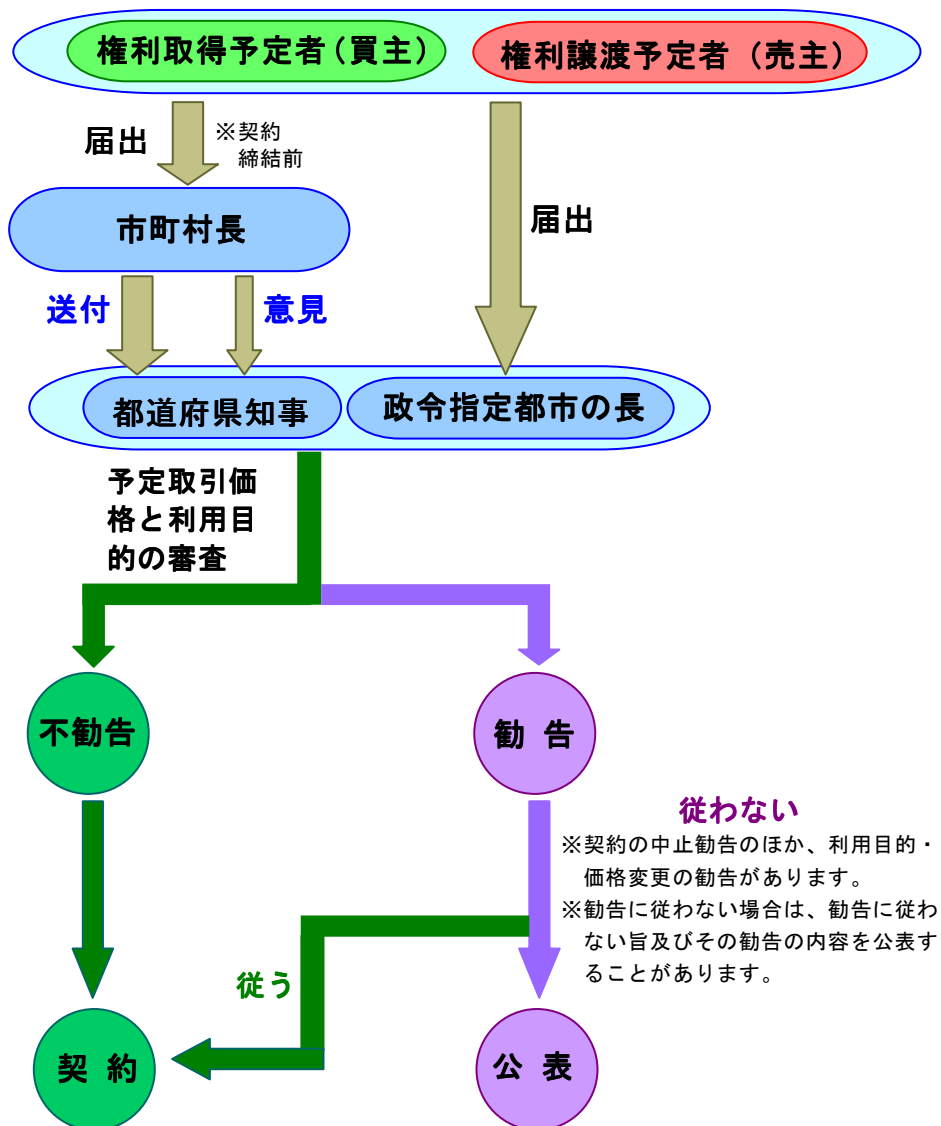 権利取得予定者(買主)
権利譲渡予定者（売主）
届出
※契約
締結前
市町村長
届出
送付
意見
都道府県知事
政令指定都市の長
予定取引価
格と利用目
的の審査
不勧告
勧 告
従わない
※契約の中止勧告のほか、利用目的・
価格変更の勧告があります。
※勧告に従わない場合は、勧告に従わ
ない旨及びその勧告の内容を公表す
ることがあります。
従う
契 約
公 表